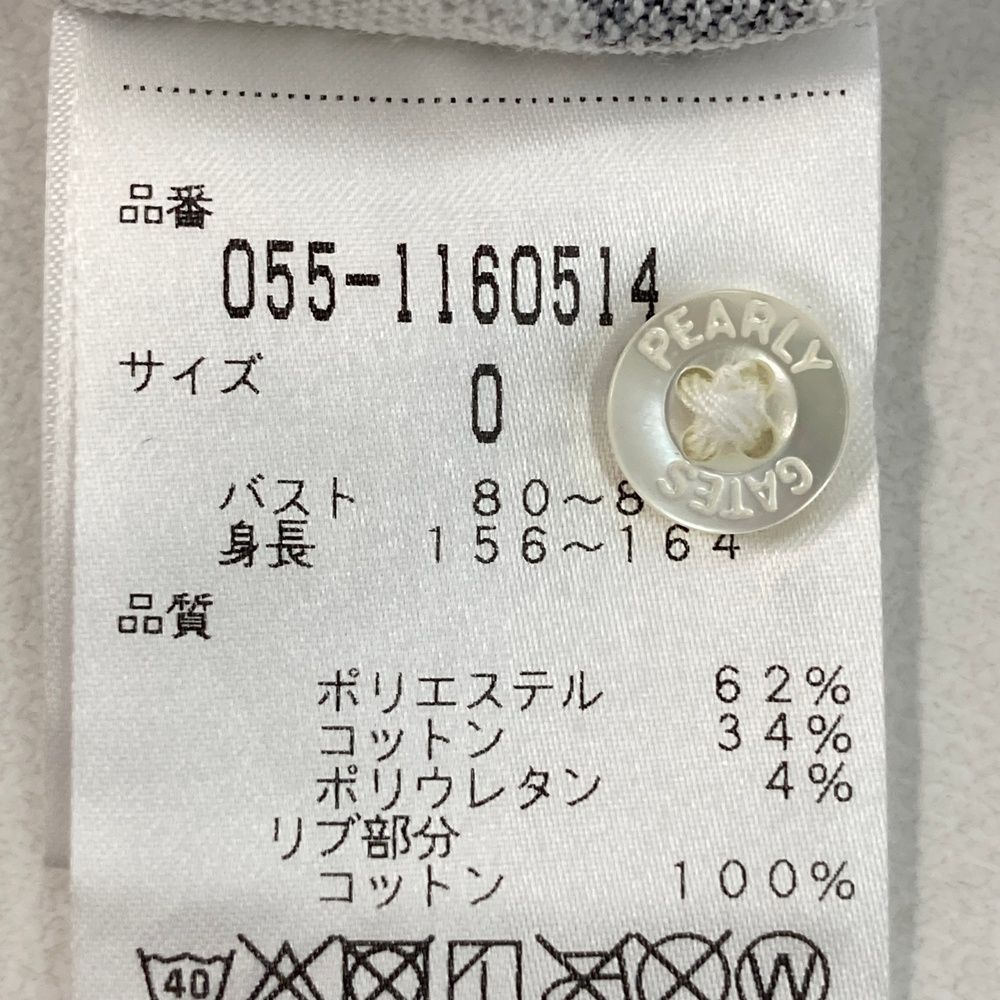 品番
055-1160514
サイズ
0
バスト 80～8
身長 156～164
品質
ポリエステル 62%
コットン 34%
ポリウレタン 4%
リブ部分
コットン 100%
40
W
PEARLY
GATES